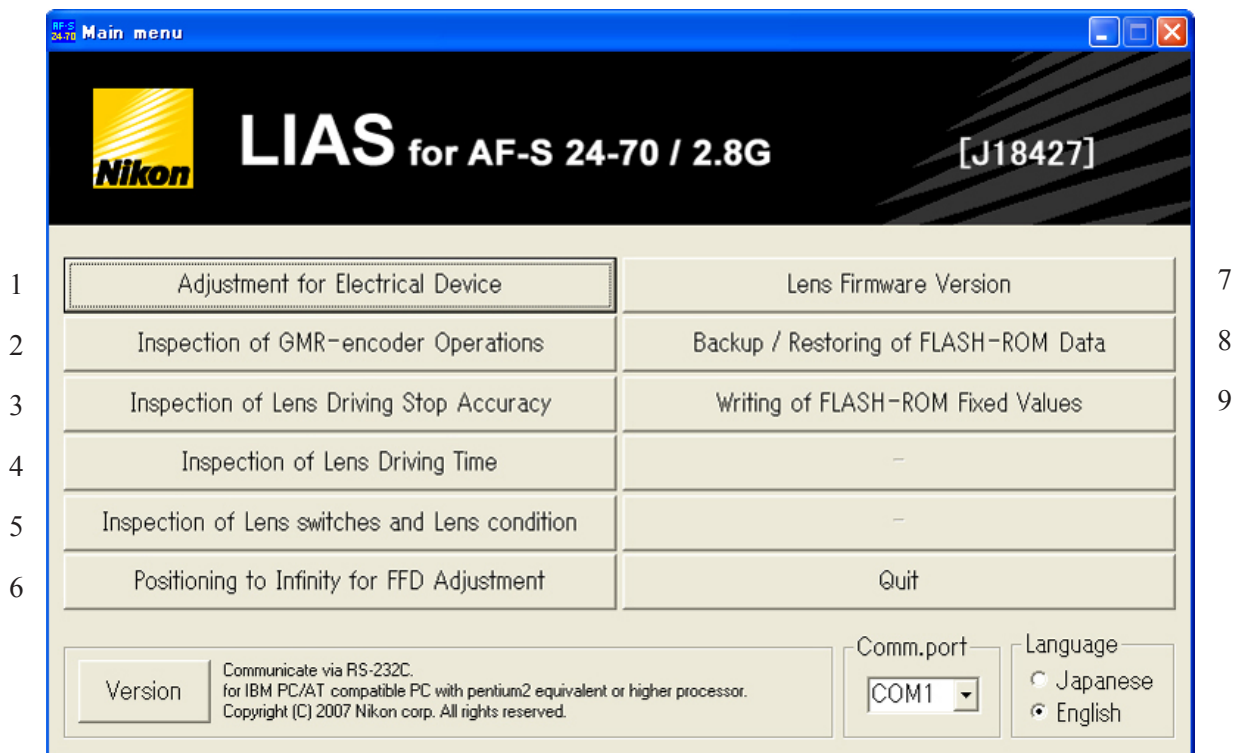 AF-S
24-70 Main menu
Nikon
LIAS for AF-S 24-70 / 2.8G [J18427]
1 Adjustment for Electrical Device Lens Firmware Version 7
2 Inspection of GMR-encoder Operations Backup / Restoring of FLASH-ROM Data 8
3 Inspection of Lens Driving Stop Accuracy Writing of FLASH-ROM Fixed Values 9
4 Inspection of Lens Driving Time -
5 Inspection of Lens switches and Lens condition -
6 Positioning to Infinity for FFD Adjustment Quit
Version
Communicate via RS-232C.
for IBM PC/AT compatible PC with pentium2 equivalent or higher processor.
Copyright (C) 2007 Nikon corp. All rights reserved.
Comm.port
COM1
Language
Japanese
English